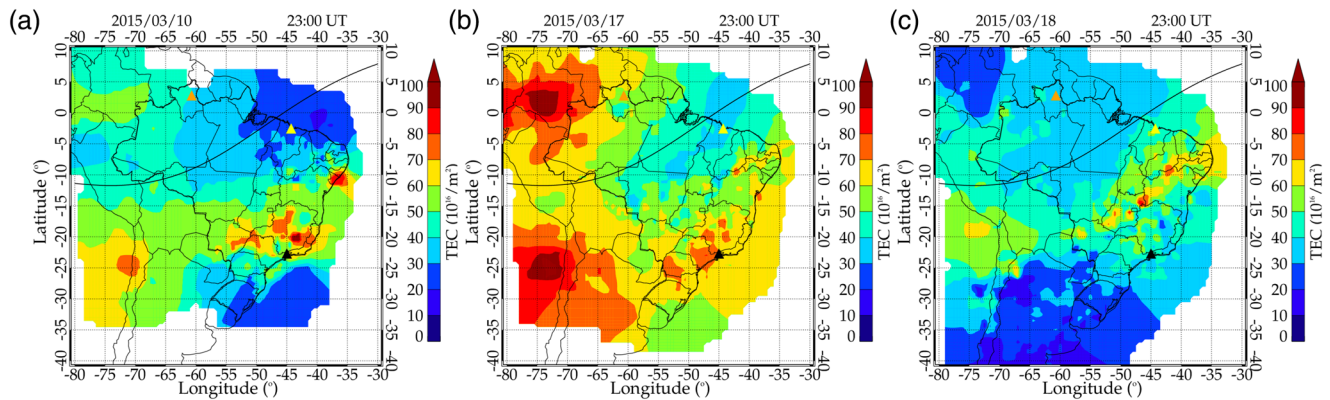 (a) 2015/03/10 23:00 UT
-80 -75 -70 -65 -60 -55 -50 -45 -40 -35 -30
10 5 0 -5 -10 -15 -20 -25 -30 -35 -40
Latitude (°)
Longitude (°)
100 90 80 70 60 50 40 30 20 10 0
TEC (10¹⁶ /m²)
(b) 2015/03/17 23:00 UT
-80 -75 -70 -65 -60 -55 -50 -45 -40 -35 -30
10 5 0 -5 -10 -15 -20 -25 -30 -35 -40
Latitude (°)
Longitude (°)
100 90 80 70 60 50 40 30 20 10 0
TEC (10¹⁶ /m²)
(c) 2015/03/18 23:00 UT
-80 -75 -70 -65 -60 -55 -50 -45 -40 -35 -30
10 5 0 -5 -10 -15 -20 -25 -30 -35 -40
Latitude (°)
Longitude (°)
100 90 80 70 60 50 40 30 20 10 0
TEC (10¹⁶ /m²)